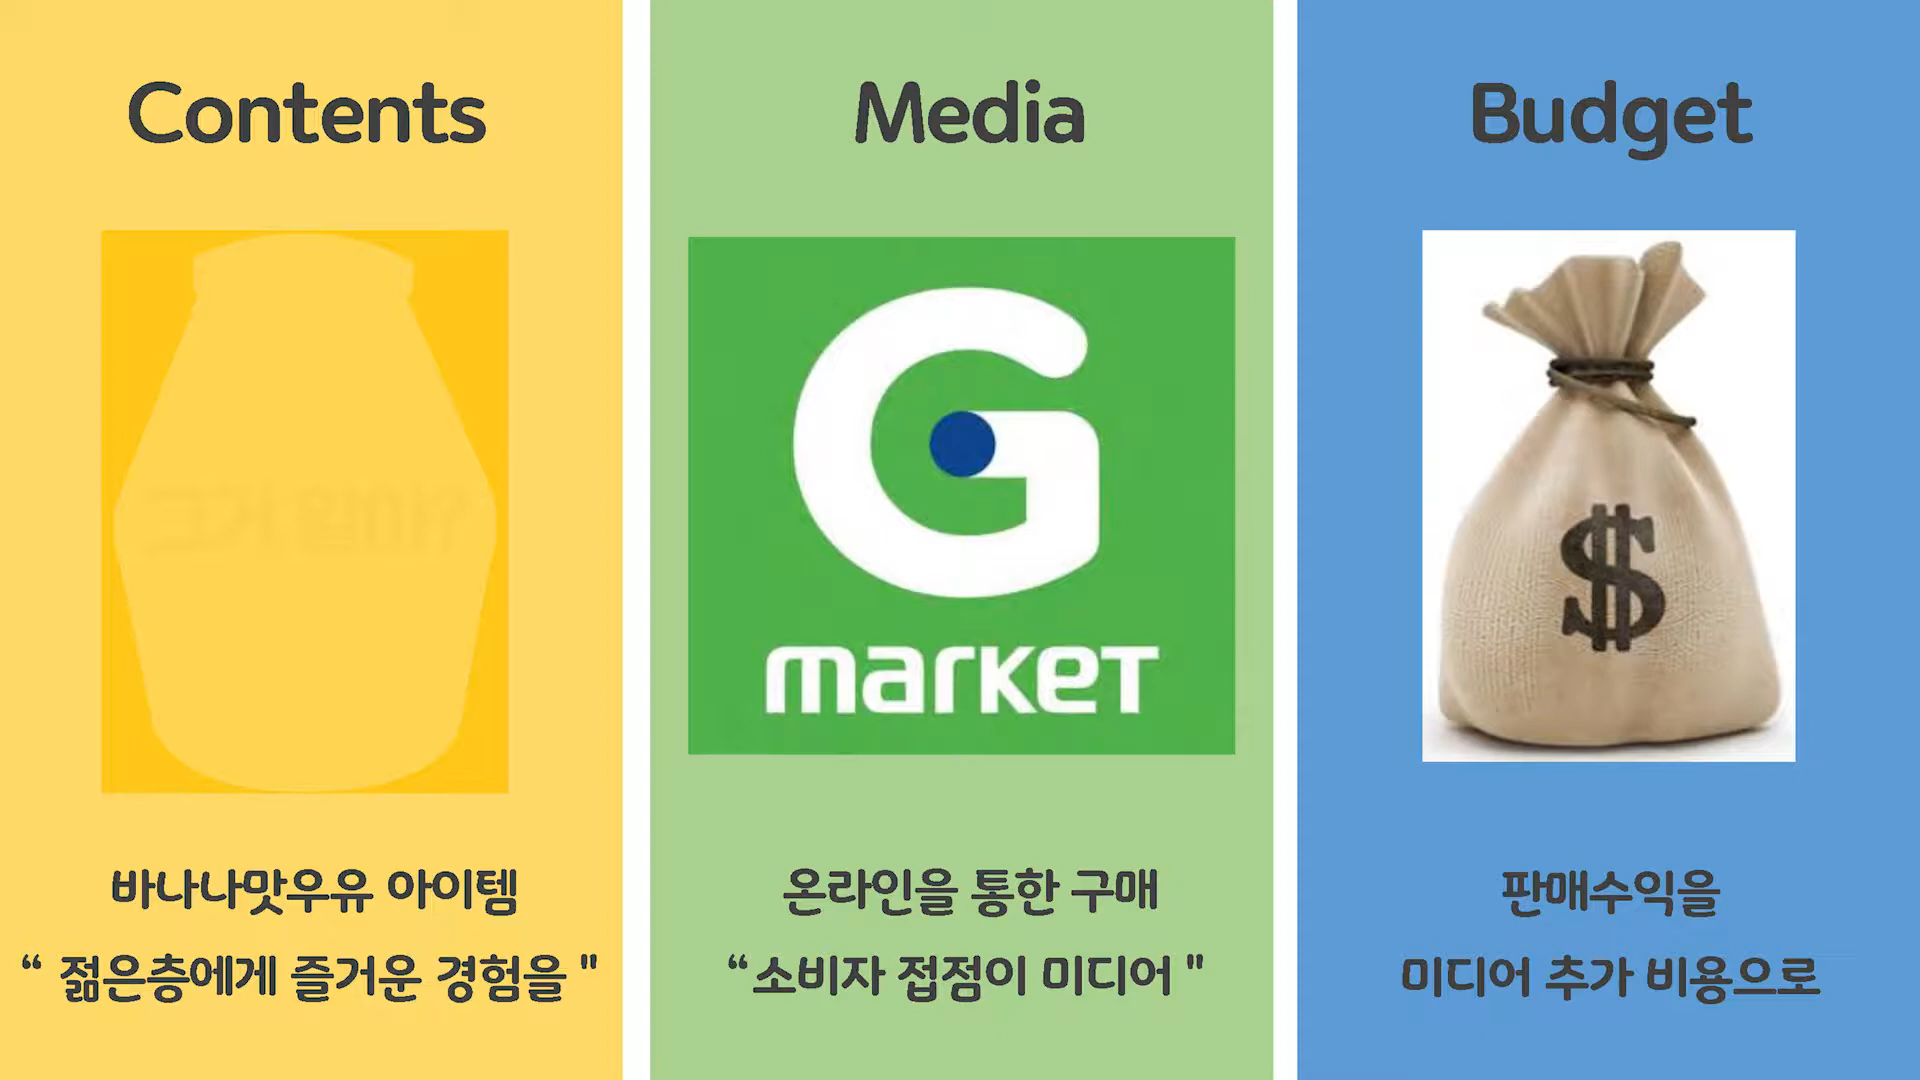 Contents
바나나맛우유 아이템
“ 젊은층에게 즐거운 경험을 "
Media
G
market
온라인을 통한 구매
“ 소비자 접점이 미디어 "
Budget
$
판매수익을
미디어 추가 비용으로